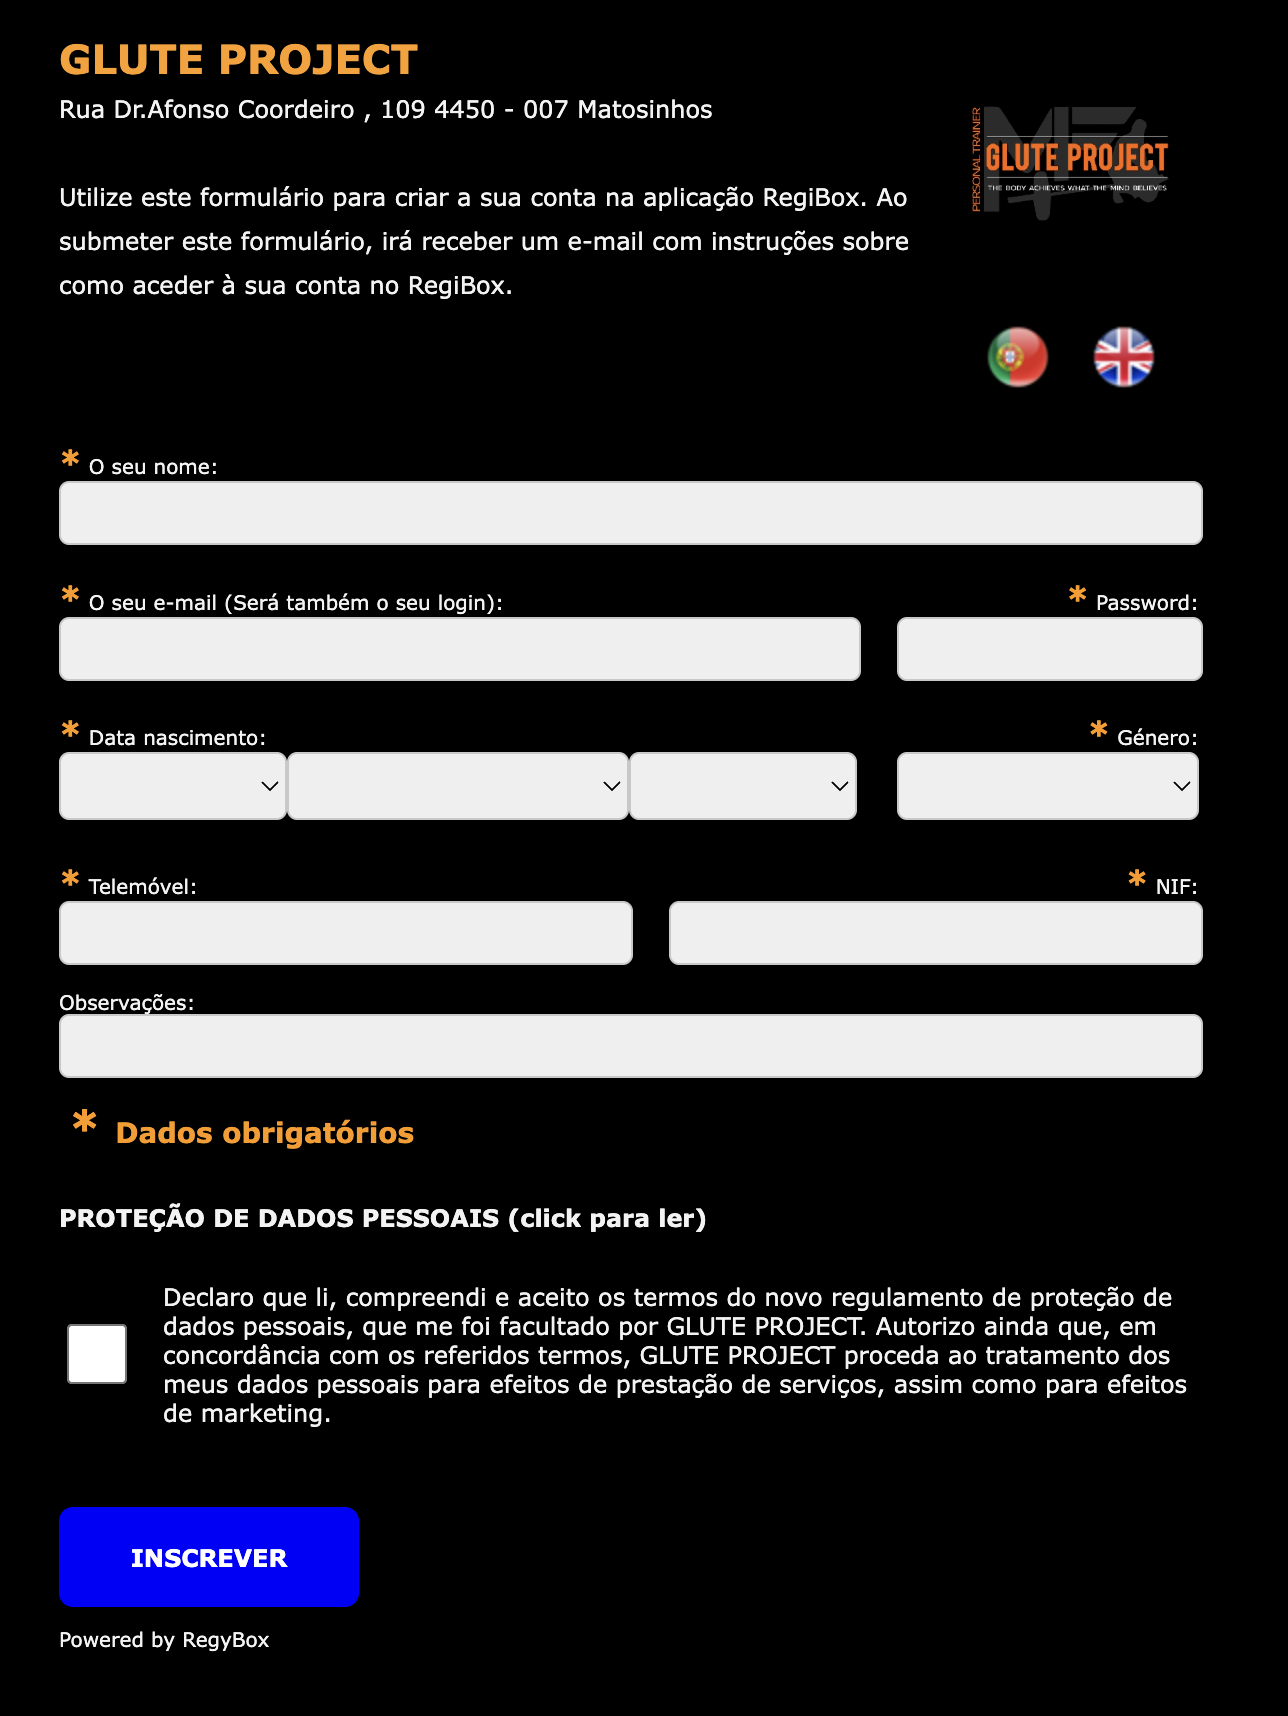 GLUTE PROJECT
Rua Dr.Afonso Coordeiro , 109 4450 - 007 Matosinhos
PERSONAL TRAINER
GLUTE PROJECT
THE BODY ACHIEVES WHAT THE MIND BELIEVES
Utilize este formulário para criar a sua conta na aplicação RegiBox. Ao
submeter este formulário, irá receber um e-mail com instruções sobre
como aceder à sua conta no RegiBox.
* O seu nome:
* O seu e-mail (Será também o seu login):
* Password:
* Data nascimento:
* Género:
* Telemóvel:
* NIF:
Observações:
* Dados obrigatórios
PROTEÇÃO DE DADOS PESSOAIS (click para ler)
Declaro que li, compreendi e aceito os termos do novo regulamento de proteção de
dados pessoais, que me foi facultado por GLUTE PROJECT. Autorizo ainda que, em
concordância com os referidos termos, GLUTE PROJECT proceda ao tratamento dos
meus dados pessoais para efeitos de prestação de serviços, assim como para efeitos
de marketing.
INSCREVER
Powered by RegyBox